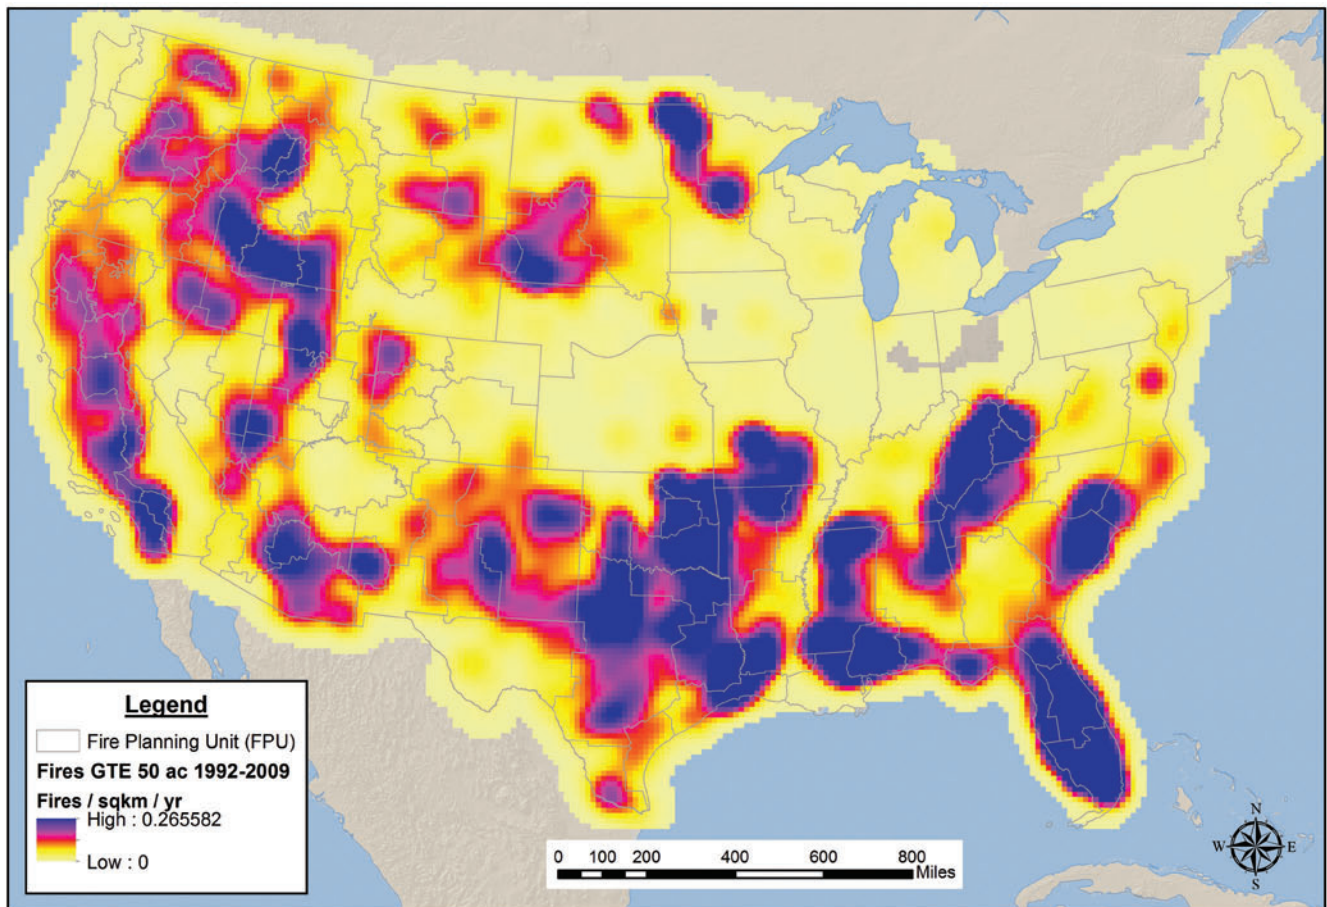 Legend
Fire Planning Unit (FPU)
Fires GTE 50 ac 1992-2009
Fires / sqkm / yr
High : 0.265582
Low : 0
0 100 200 400 600 800
Miles
N
W E
S